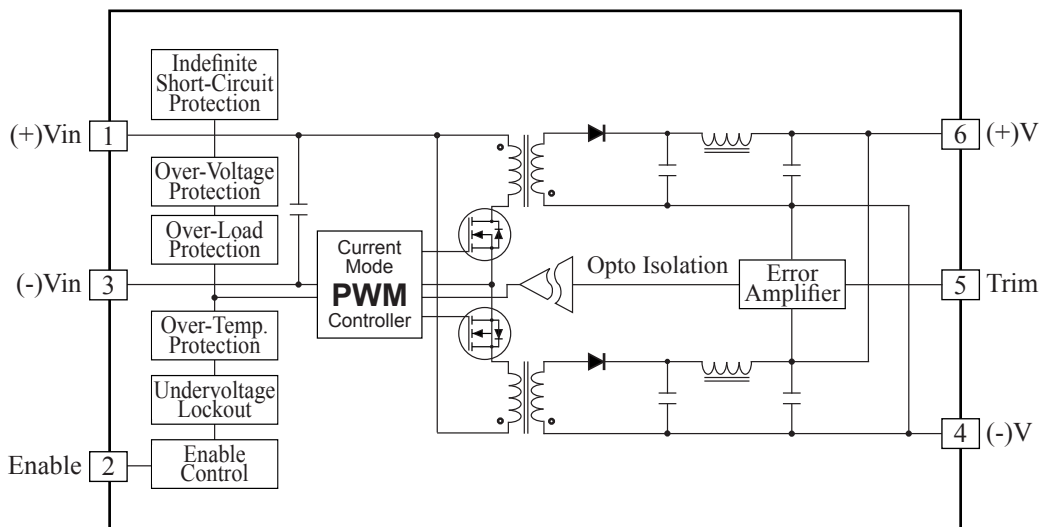 Indefinite
Short-Circuit
Protection
(+)Vin
1
6
(+)V
Over-Voltage
Protection
Over-Load
Protection
Current
Mode
PWM
Controller
Opto Isolation
Error
Amplifier
(-)Vin
3
5
Trim
Over-Temp.
Protection
Undervoltage
Lockout
4
(-)V
Enable
2
Enable
Control